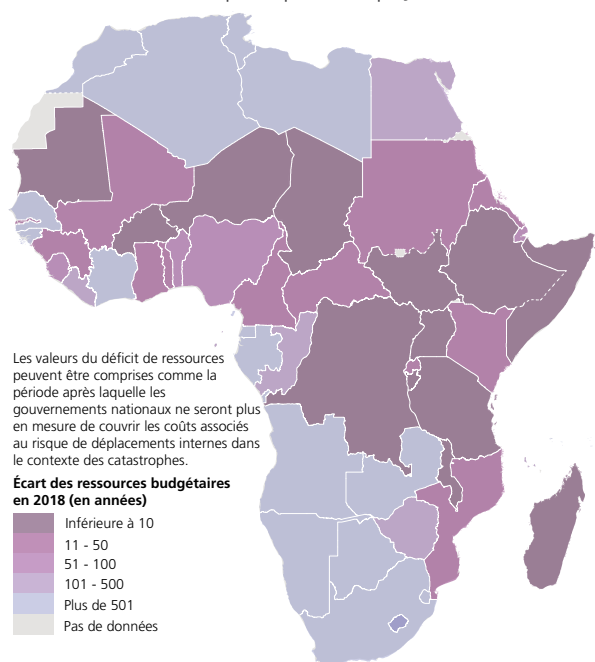 Les valeurs du déficit de ressources
peuvent être comprises comme la
période après laquelle les
gouvernements nationaux ne seront plus
en mesure de couvrir les coûts associés
au risque de déplacements internes dans
le contexte des catastrophes.
Écart des ressources budgétaires
en 2018 (en années)
Inférieure à 10
11 - 50
51 - 100
101 - 500
Plus de 501
Pas de données